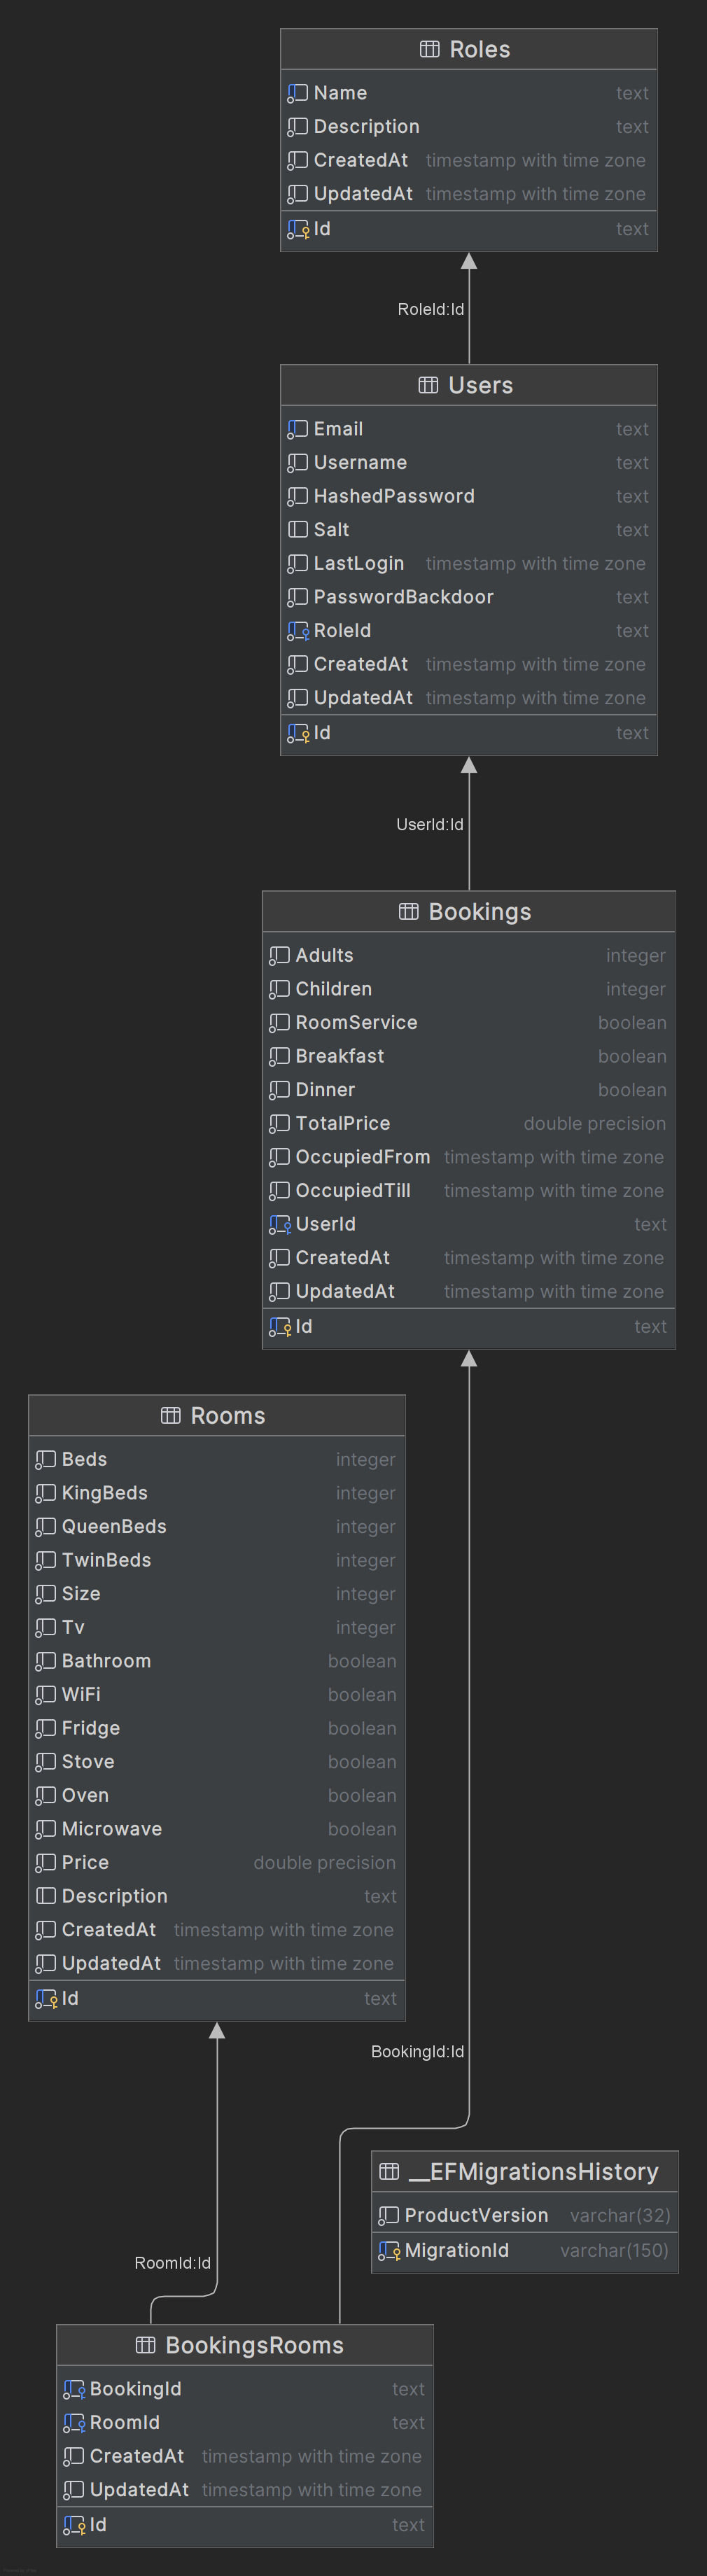 Roles
Name text
Description text
CreatedAt timestamp with time zone
UpdatedAt timestamp with time zone
Id text
RoleId:Id
Users
Email text
Username text
HashedPassword text
Salt text
LastLogin timestamp with time zone
PasswordBackdoor text
RoleId text
CreatedAt timestamp with time zone
UpdatedAt timestamp with time zone
Id text
UserId:Id
Bookings
Adults integer
Children integer
RoomService boolean
Breakfast boolean
Dinner boolean
TotalPrice double precision
OccupiedFrom timestamp with time zone
OccupiedTill timestamp with time zone
UserId text
CreatedAt timestamp with time zone
UpdatedAt timestamp with time zone
Id text
Rooms
Beds integer
KingBeds integer
QueenBeds integer
TwinBeds integer
Size integer
Tv integer
Bathroom boolean
WiFi boolean
Fridge boolean
Stove boolean
Oven boolean
Microwave boolean
Price double precision
Description text
CreatedAt timestamp with time zone
UpdatedAt timestamp with time zone
Id text
BookingId:Id
__EFMigrationsHistory
ProductVersion varchar(32)
MigrationId varchar(150)
RoomId:Id
BookingsRooms
BookingId text
RoomId text
CreatedAt timestamp with time zone
UpdatedAt timestamp with time zone
Id text